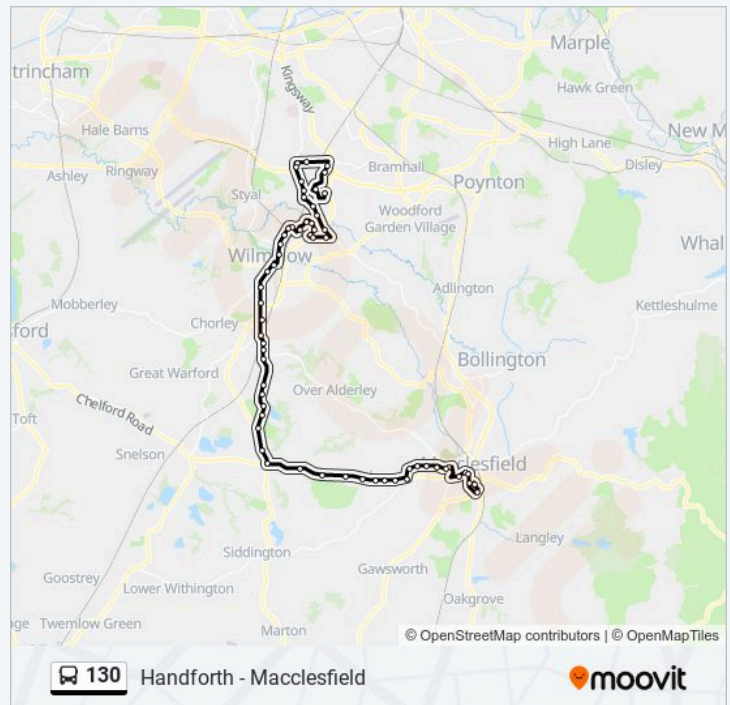 Marple
trincham
Kingsway
Hawk Green
Hale Barns
New M
High Lane
Disley
Ashley
Ringway
Bramhall
Poynton
Styal
Woodford
Garden Village
Whal
Wilmslow
Adlington
Kettleshulme
Mobberley
ford
Chorley
Bollington
Great Warford
Over Alderley
Toft
Chelford Road
Snelson
Macclesfield
Siddington
Langley
Goostrey
Gawsworth
Lower Withington
Oakgrove
age
Twemlow Green
Marton
© OpenStreetMap contributors | © OpenMapTiles
130 Handforth - Macclesfield
moovit